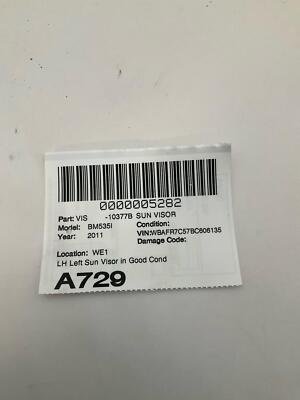 0000005282
Part: VIS -10377B SUN VISOR
Model: BM535I Condition:
Year: 2011 VIN:WBAFR7C57BC606135
Damage Code:
Location: WE1
LH Left Sun Visor in Good Cond
A729